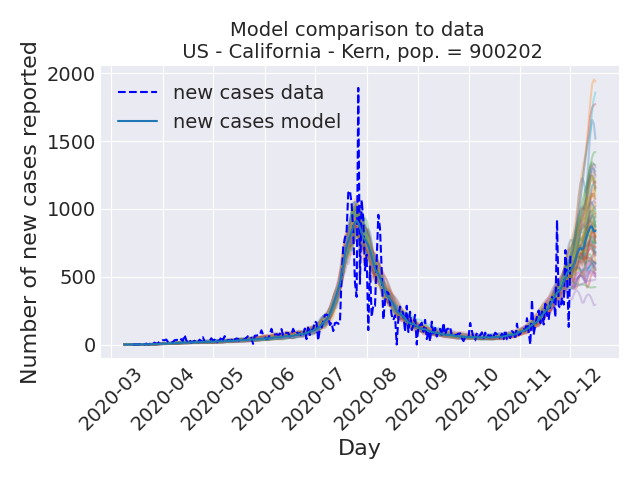 Model comparison to data
US - California - Kern, pop. = 900202
Number of new cases reported
2000
1500
1000
500
0
new cases data
new cases model
2020-03
2020-04
2020-05
2020-06
2020-07
2020-08
2020-09
2020-10
2020-11
2020-12
Day